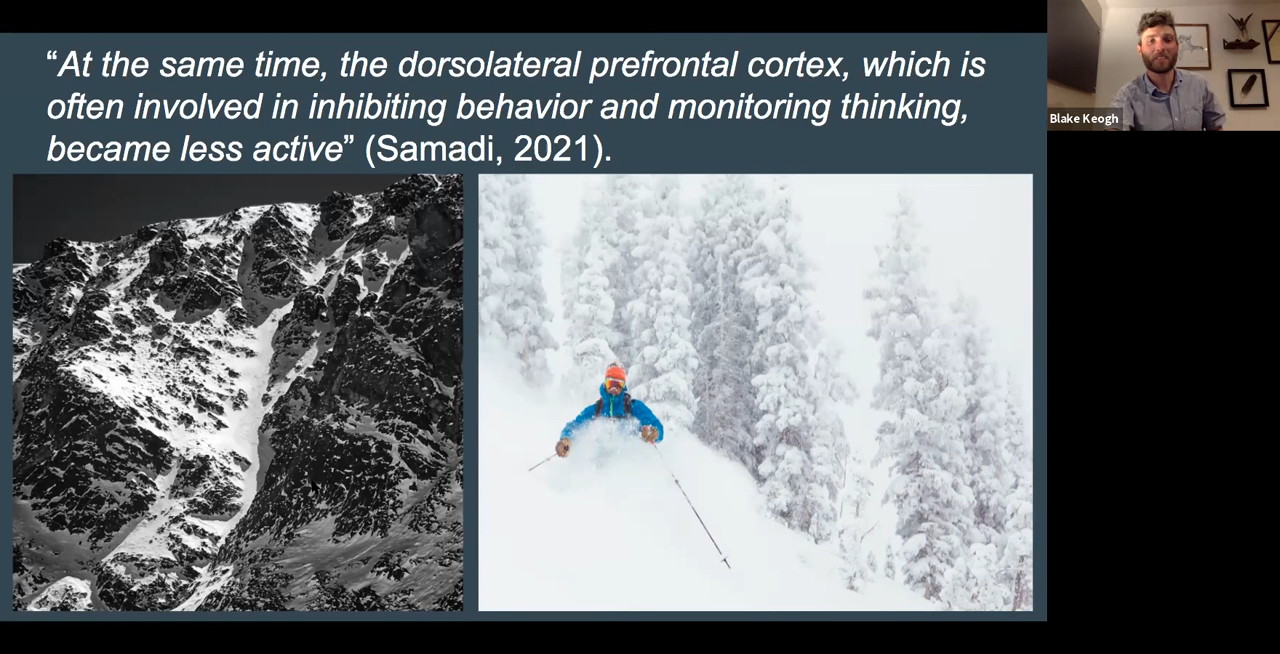 “At the same time, the dorsolateral prefrontal cortex, which is
often involved in inhibiting behavior and monitoring thinking,
became less active” (Samadi, 2021).
Blake Keogh